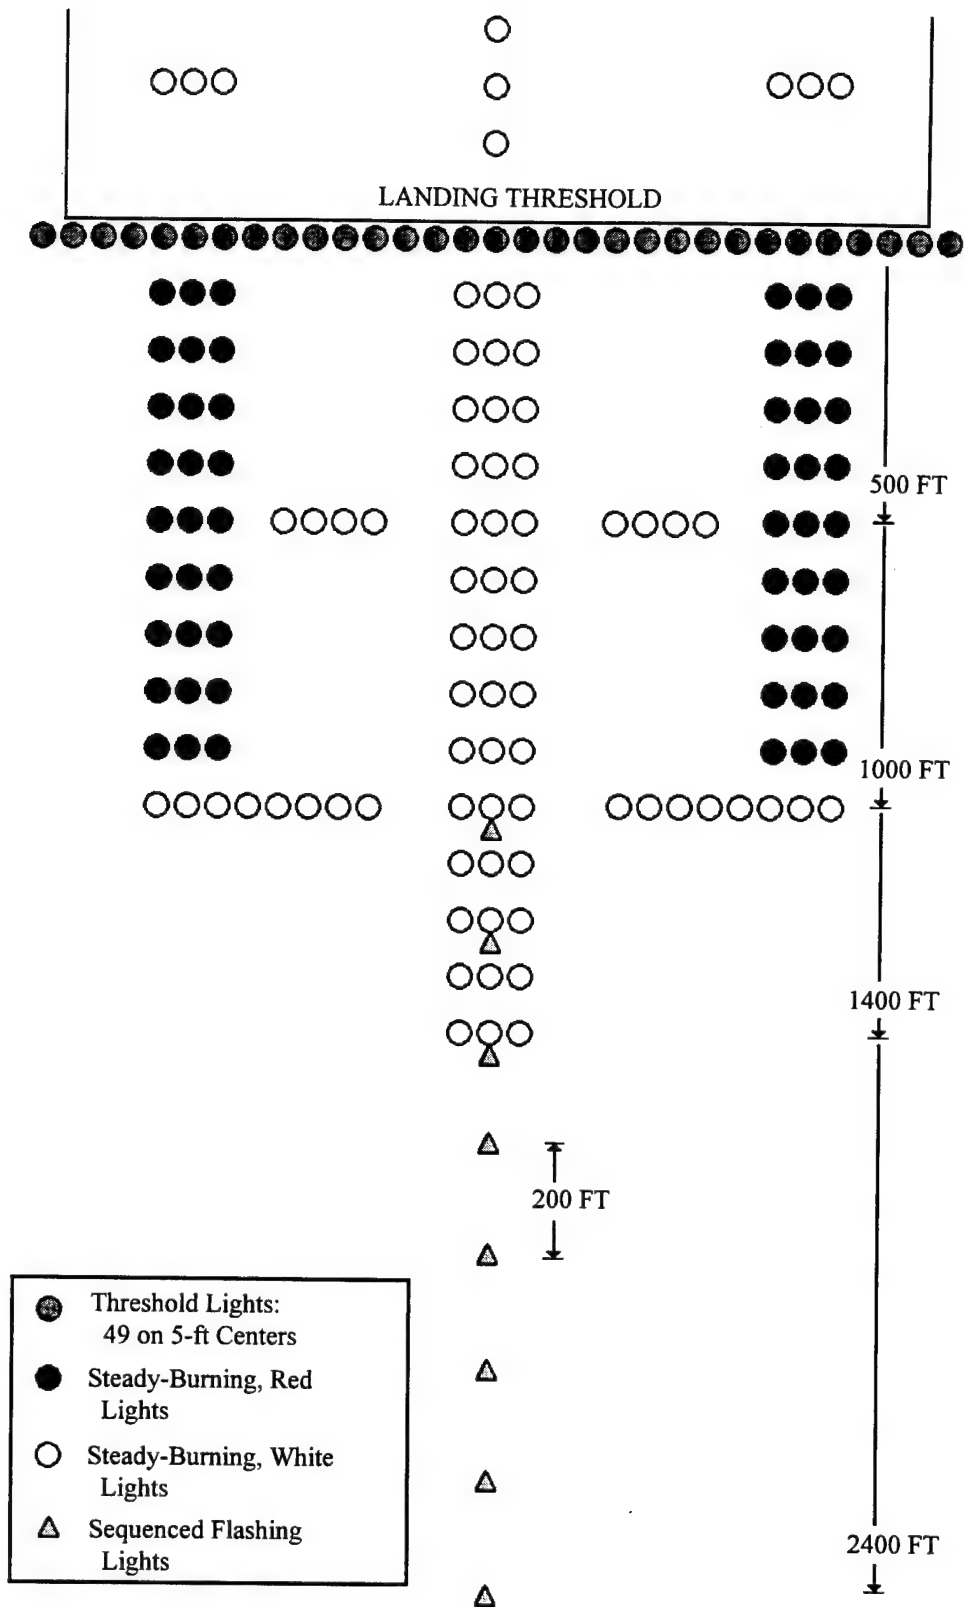 LANDING THRESHOLD
500 FT
1000 FT
1400 FT
200 FT
Threshold Lights:
49 on 5-ft Centers
Steady-Burning, Red
Lights
Steady-Burning, White
Lights
Sequenced Flashing
Lights
2400 FT